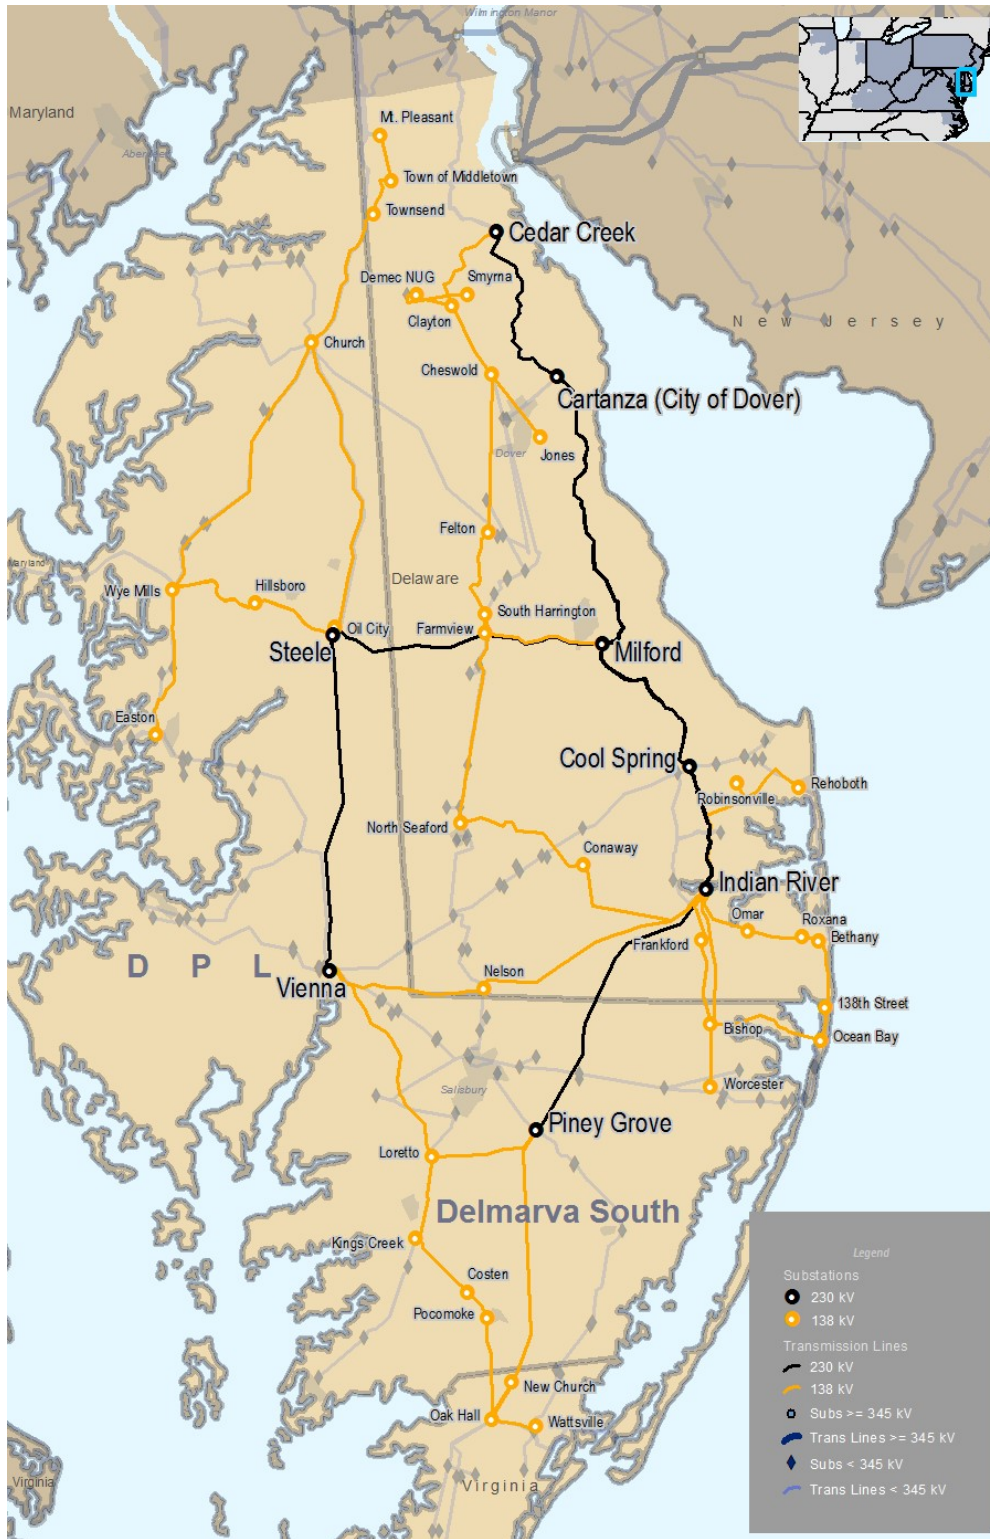 Wilmington Manor
Maryland
Mt. Pleasant
Town of Middletown
Townsend
Cedar Creek
Demec NUG
Smyrna
Clayton
New Jersey
Church
Cheswold
Cartanza (City of Dover)
Dover
Jones
Felton
Maryland
Delaware
Wye Mills
Hillsboro
South Harrington
Oil City
Farmview
Steele
Milford
Easton
Cool Spring
Rehoboth
Robinsonville
North Seaford
Conaway
Indian River
Omar
Roxana
Bethany
Frankford
D P L
Nelson
Vienna
138th Street
Bishop
Ocean Bay
Worcester
Salisbury
Piney Grove
Loretto
Delmarva South
Kings Creek
Costen
Pocomoke
New Church
Oak Hall
Wattsville
Virginia
Virginia
Legend
Substations
230 kV
138 kV
Transmission Lines
230 kV
138 kV
Subs >= 345 kV
Trans Lines >= 345 kV
Subs < 345 kV
Trans Lines < 345 kV